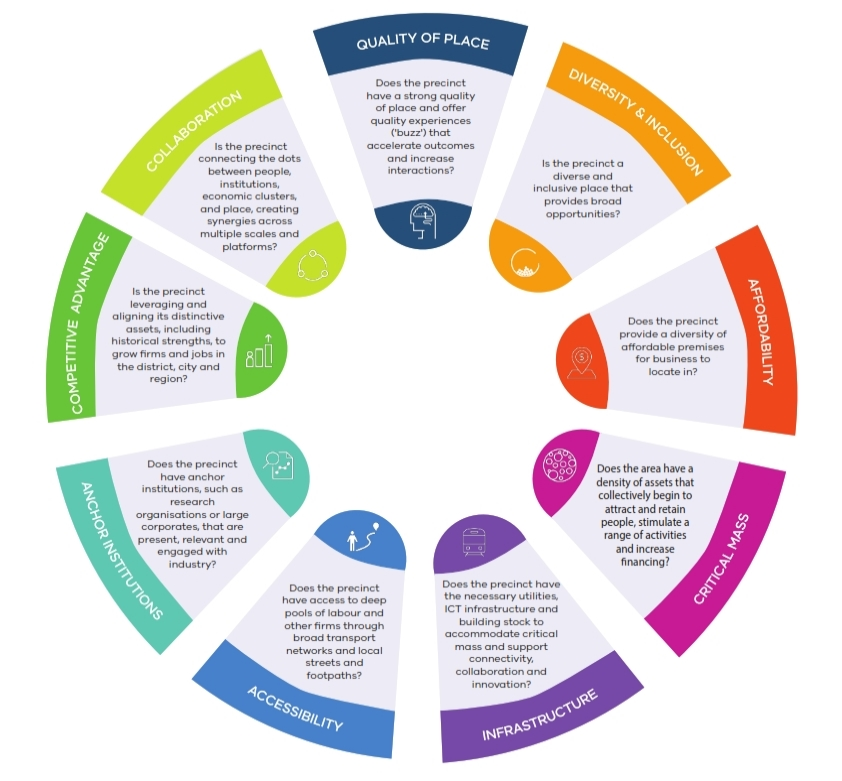 QUALITY OF PLACE
Does the precinct
have a strong quality
of place and offer
quality experiences
('buzz') that
accelerate outcomes
and increase
interactions?
DIVERSITY & INCLUSION
Is the precinct a
diverse and
inclusive place that
provides broad
opportunities?
AFFORDABILITY
Does the precinct
provide a diversity of
affordable premises
for business to
locate in?
$
CRITICAL MASS
Does the area have a
density of assets that
collectively begin to
attract and retain
people, stimulate a
range of activities
and increase
financing?
INFRASTRUCTURE
Does the precinct have
the necessary utilities,
ICT infrastructure and
building stock to
accommodate critical
mass and support
connectivity,
collaboration and
innovation?
ACCESSIBILITY
Does the precinct
have access to deep
pools of labour and
other firms through
broad transport
networks and local
streets and
footpaths?
ANCHOR INSTITUTIONS
Does the precinct
have anchor
institutions, such as
research
organisations or large
corporates, that are
present, relevant and
engaged with
industry?
COMPETITIVE ADVANTAGE
Is the precinct
leveraging and
aligning its distinctive
assets, including
historical strengths, to
grow firms and jobs in
the district, city and
region?
COLLABORATION
Is the precinct
connecting the dots
between people,
institutions,
economic clusters,
and place, creating
synergies across
multiple scales and
platforms?